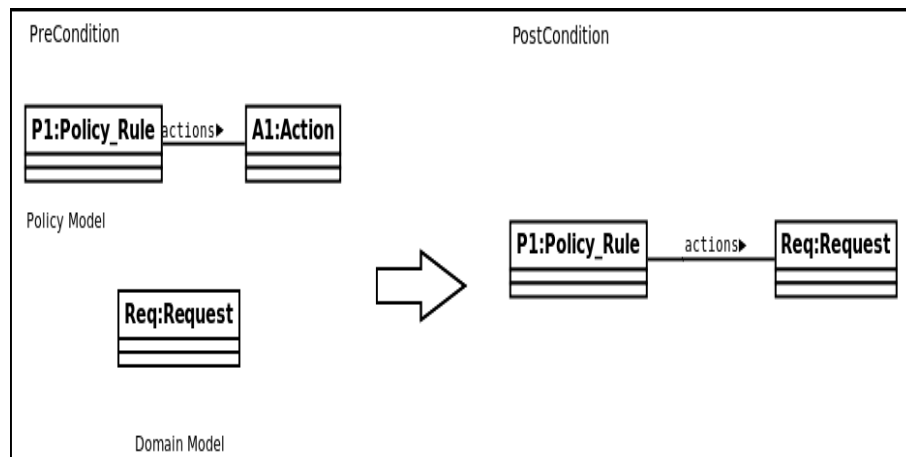 PreCondition
P1:Policy_Rule
actions
A1:Action
Policy Model
Req:Request
Domain Model
PostCondition
P1:Policy_Rule
actions
Req:Request